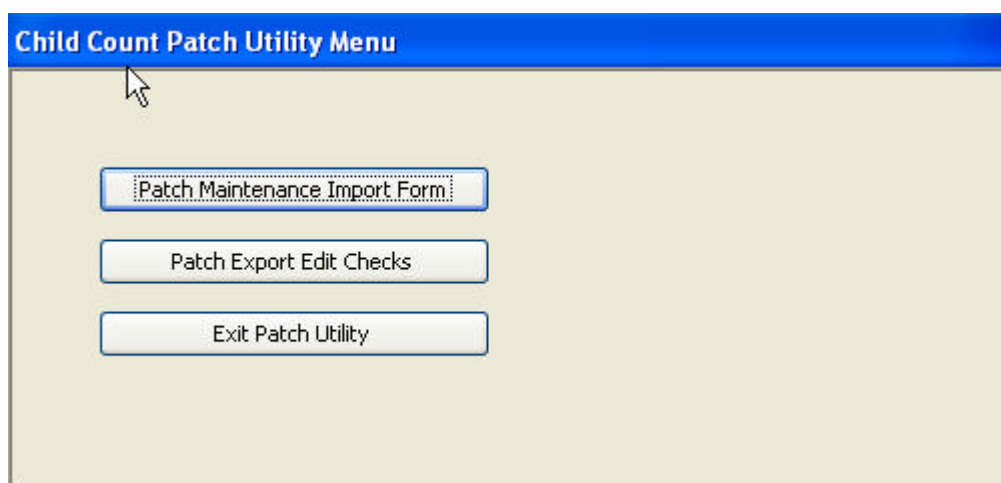 Child Count Patch Utility Menu
Patch Maintenance Import Form
Patch Export Edit Checks
Exit Patch Utility